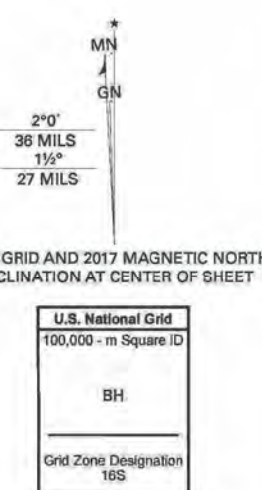 MN
GN
2°0'
36 MILS
1½°
27 MILS
GRID AND 2017 MAGNETIC NORTH
CLINATION AT CENTER OF SHEET
U.S. National Grid
100,000 - m Square ID
BH
Grid Zone Designation
16S